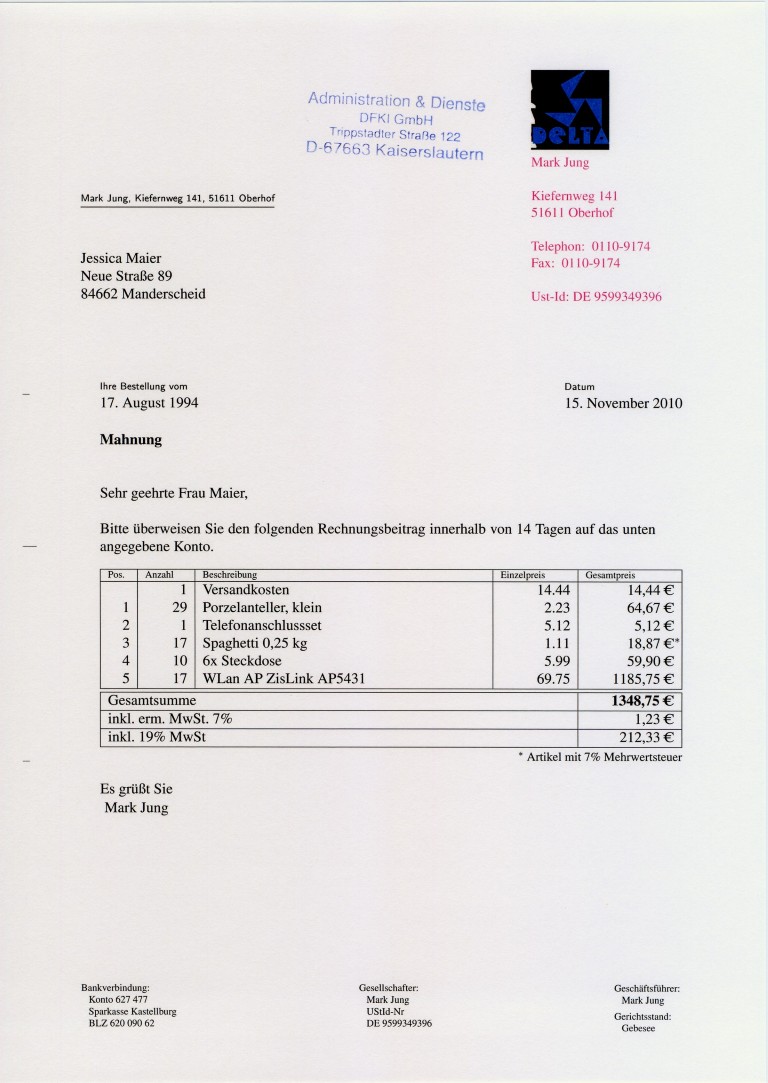 Administration & Dienste
DFKI GmbH
Trippstadter Straße 122
D-67663 Kaiserslautern
DELTA
Mark Jung
Kiefernweg 141
51611 Oberhof
Telephon: 0110-9174
Fax: 0110-9174
Ust-Id: DE 9599349396
Mark Jung, Kiefernweg 141, 51611 Oberhof
Jessica Maier
Neue Straße 89
84662 Manderscheid
Ihre Bestellung vom
17. August 1994
Datum
15. November 2010
Mahnung
Sehr geehrte Frau Maier,
Bitte überweisen Sie den folgenden Rechnungsbeitrag innerhalb von 14 Tagen auf das unten
angegebene Konto.
Pos. Anzahl Beschreibung Einzelpreis Gesamtpreis
1 Versandkosten 14.44 14,44 €
1 29 Porzelanteller, klein 2.23 64,67 €
2 1 Telefonanschlussset 5.12 5,12 €
3 17 Spaghetti 0,25 kg 1.11 18,87 €*
4 10 6x Steckdose 5.99 59,90 €
5 17 WLan AP ZisLink AP5431 69.75 1185,75 €
Gesamtsumme 1348,75 €
inkl. erm. MwSt. 7% 1,23 €
inkl. 19% MwSt 212,33 €
* Artikel mit 7% Mehrwertsteuer
Es grüßt Sie
Mark Jung
Bankverbindung:
Konto 627 477
Sparkasse Kastellburg
BLZ 620 090 62
Gesellschafter:
Mark Jung
UStId-Nr
DE 9599349396
Geschäftsführer:
Mark Jung
Gerichtsstand:
Gebesee